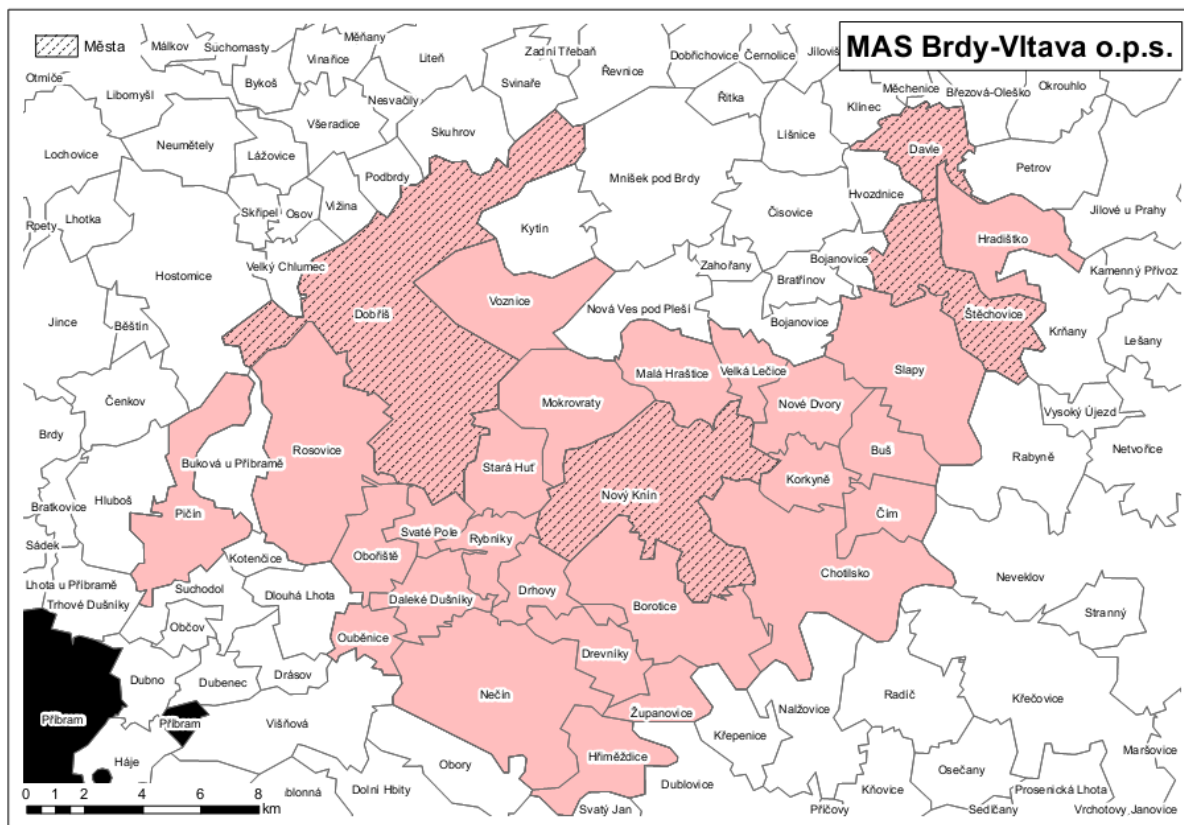 MAS Brdy-Vltava o.p.s.
Města
Málkov
Suchomasty
Měňany
Vinařice
Liteň
Zadní Třebaň
Svinaře
Řevnice
Dobřichovice
Černolice
Otmíče
Libomyšl
Bykoš
Nesvačily
Řitka
Klínec
Měchenice
Březová-Oleško
Okrouhlo
Všeradice
Skuhrov
Líšnice
Neumětely
Lochovice
Lážovice
Davle
Podbrdy
Petrov
Mníšek pod Brdy
Hvozdnice
Lhotka
Skřipel
Osov
Vižina
Čisovice
Jílové u Prahy
Rpety
Kytín
Hradištko
Hostomice
Velký Chlumec
Zahořany
Bojanovice
Bratřínov
Kamenný Přívoz
Voznice
Nová Ves pod Pleší
Dobříš
Štěchovice
Jince
Běštín
Bojanovice
Krňany
Lešany
Malá Hraštice
Velká Lečice
Slapy
Čenkov
Mokrovraty
Nové Dvory
Vysoký Újezd
Brdy
Rosovice
Buš
Netvořice
Buková u Příbramě
Stará Huť
Rabyně
Hluboš
Korkyně
Nový Knín
Bratkovice
Pičín
Čím
Svaté Pole
Rybníky
Sádek
Kotenčice
Obořiště
Chotilsko
Neveklov
Lhota u Příbramě
Suchodol
Dlouhá Lhota
Drhovy
Trhové Dušníky
Daleké Dušníky
Borotice
Stranný
Občov
Ouběnice
Drevníky
Dubno
Dubenec
Drásov
Nečín
Radíč
Křečovice
Příbram
Příbram
Višňová
Županovice
Nalžovice
Křepenice
Maršovice
Háje
Obory
Hříměždice
Osečany
Dublovice
Kňovice
Prosenická Lhota
Dolní Hbity
Svatý Jan
Příčovy
Sedlčany
Vrchotovy Janovice
0 2 4 6 8
km